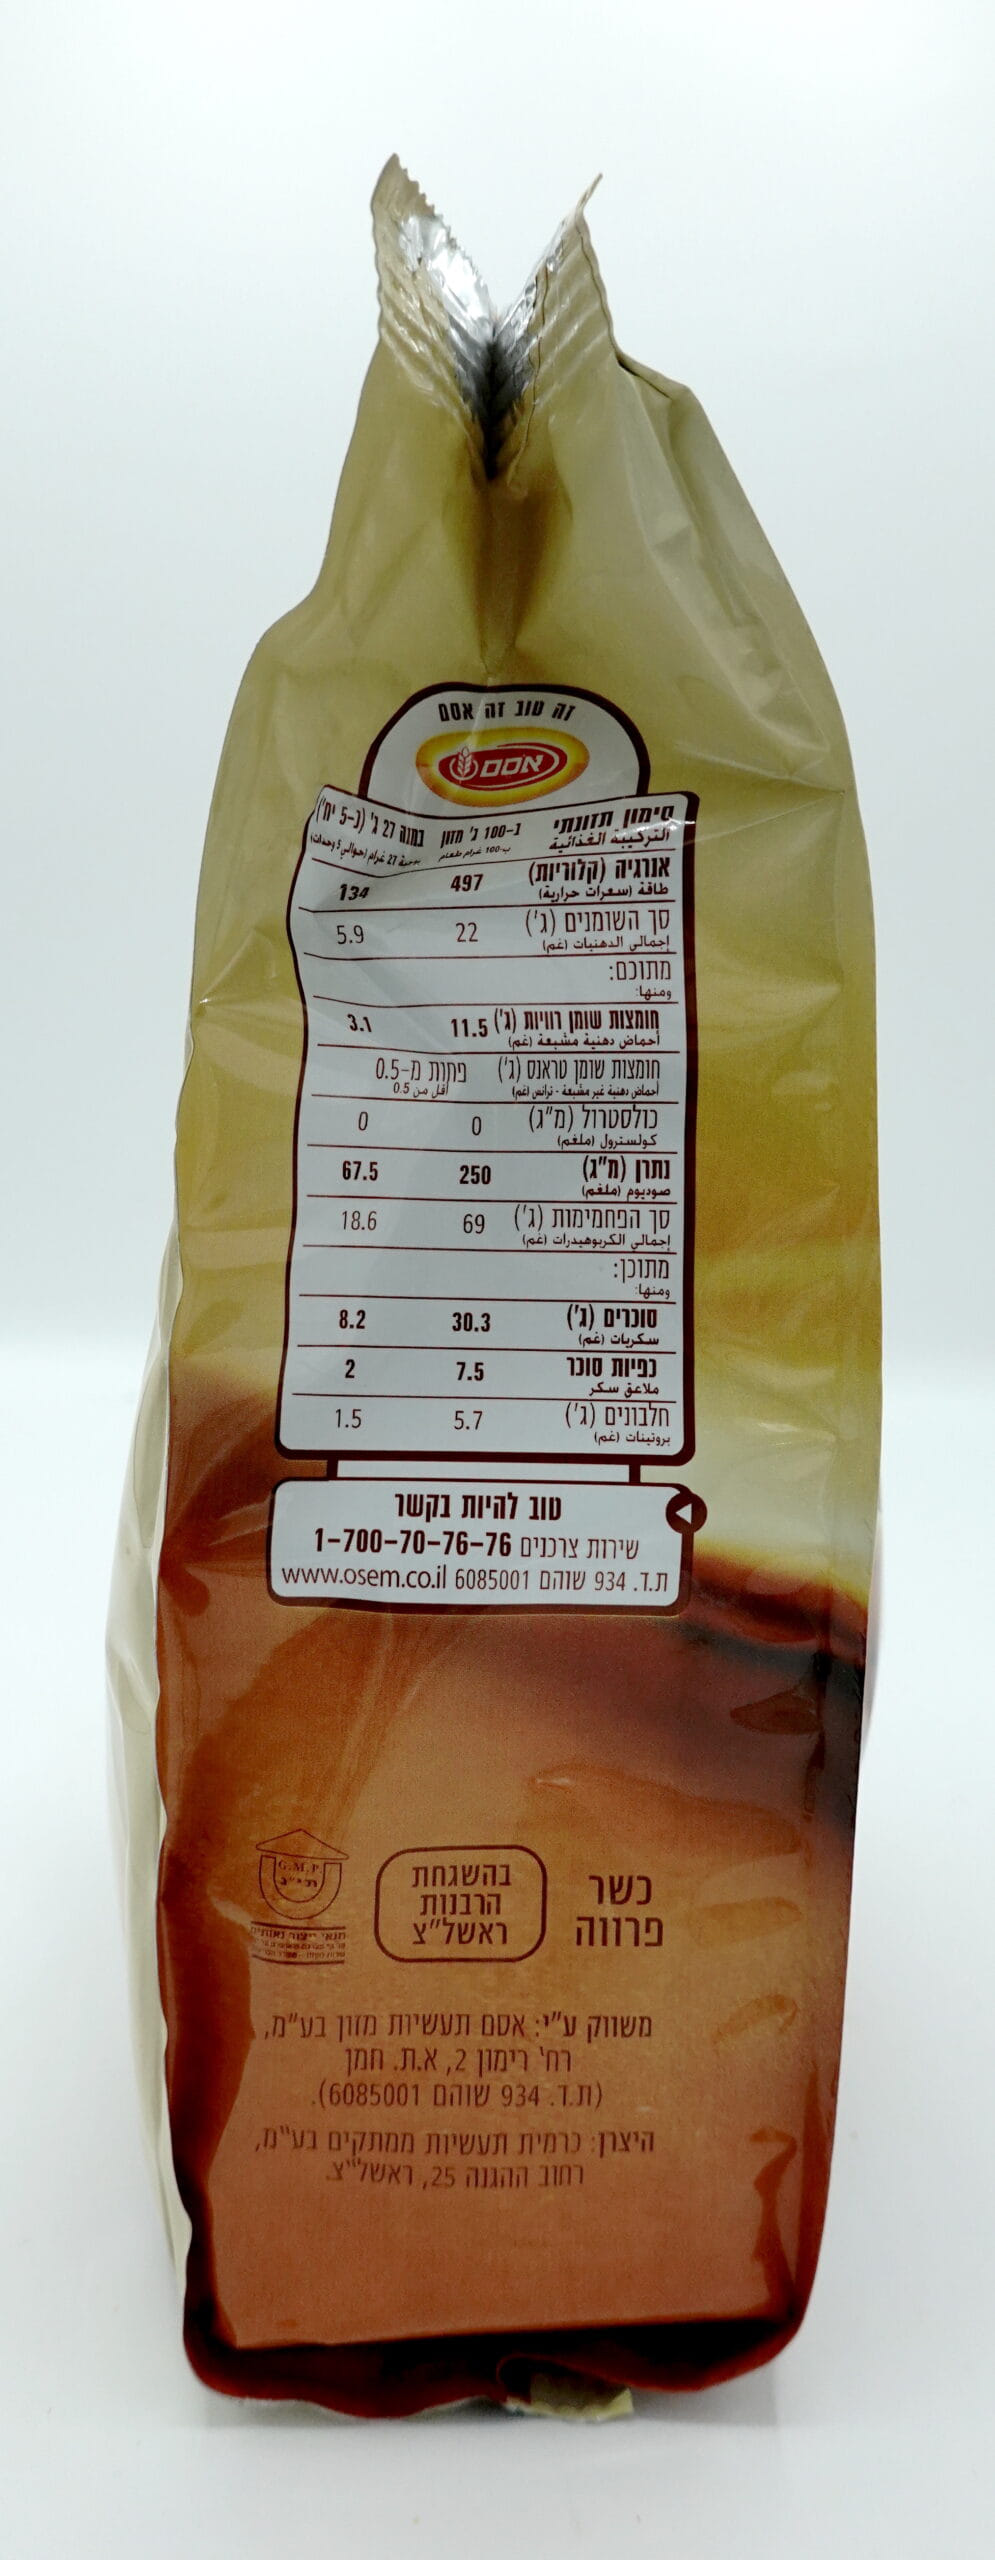 זה טוב זה אסם
אסם
סימון תזונתי ב-100 ג' מזון במנה 27 ג' (כ-5 יח')
التركيبة الغذائية ب-100 غرام طعام بوجبة 27 غرام (حوالي 5 وحدات)
אנרגיה (קלוריות) 497 134
طاقة (سعرات حرارية)
סך השומנים (ג') 22 5.9
إجمالي الدهنيات (غم)
מתוכם:
ومنها:
חומצות שומן רוויות (ג') 11.5 3.1
أحماض دهنية مشبعة (غم)
חומצות שומן טראנס (ג') פחות מ-0.5
أحماض دهنية غير مشبعة - ترانس (غم) أقل من 0.5
כולסטרול (מ"ג) 0 0
كولسترول (ملغم)
נתרן (מ"ג) 250 67.5
صوديوم (ملغم)
סך הפחמימות (ג') 69 18.6
إجمالي الكربوهيدرات (غم)
מתוכן:
ومنها:
סוכרים (ג') 30.3 8.2
سكريات (غم)
כפיות סוכר 7.5 2
ملاعق سكر
חלבונים (ג') 5.7 1.5
بروتينات (غم)
טוב להיות בקשר
שירות צרכנים 1-700-70-76-76
ת.ד. 934 שוהם 6085001 www.osem.co.il
כשר
פרווה
בהשגחת
הרבנות
ראשל"צ
G.M.P.
תנאי ייצור נאותים
משווק ע"י: אסם תעשיות מזון בע"מ,
רח' רימון 2, א.ת. חמן
(ת.ד. 934 שוהם 6085001).
היצרן: כרמית תעשיות ממתקים בע"מ,
רחוב ההגנה 25, ראשל"צ